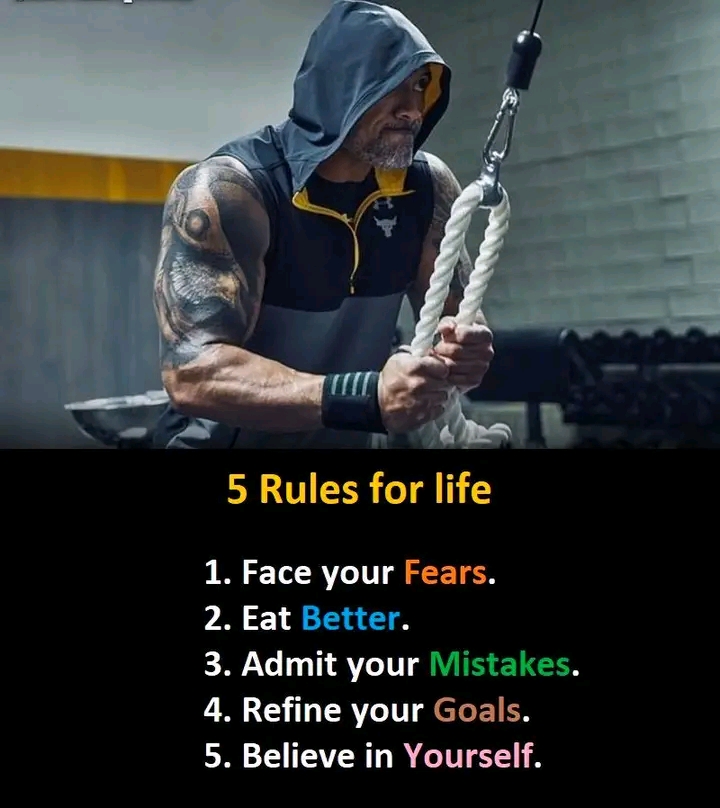 5 Rules for life
1. Face your Fears.
2. Eat Better.
3. Admit your Mistakes.
4. Refine your Goals.
5. Believe in Yourself.